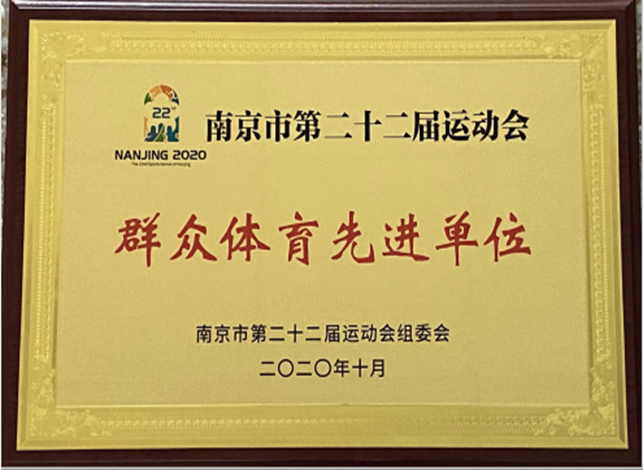 22
南京市第二十二届运动会
NANJING 2020
群众体育先进单位
南京市第二十二届运动会组委会
二〇二〇年十月